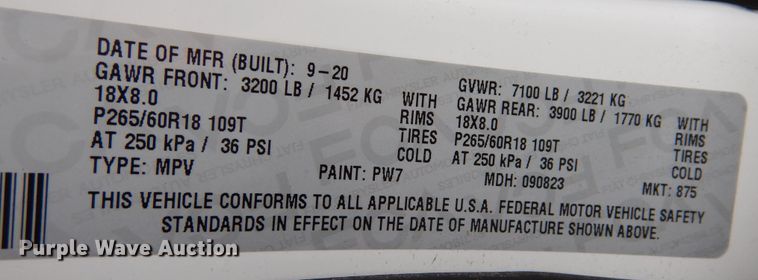 DATE OF MFR (BUILT): 9-20 GVWR: 7100 LB / 3221 KG
GAWR FRONT: 3200 LB / 1452 KG WITH GAWR REAR: 3900 LB / 1770 KG WITH
18X8.0 RIMS 18X8.0 RIMS
P265/60R18 109T TIRES P265/60R18 109T TIRES
AT 250 kPa / 36 PSI COLD AT 250 kPa / 36 PSI COLD
TYPE: MPV PAINT: PW7 MDH: 090823 MKT: 875
THIS VEHICLE CONFORMS TO ALL APPLICABLE U.S.A. FEDERAL MOTOR VEHICLE SAFETY
STANDARDS IN EFFECT ON THE DATE OF MANUFACTURE SHOWN ABOVE.
Purple Wave Auction